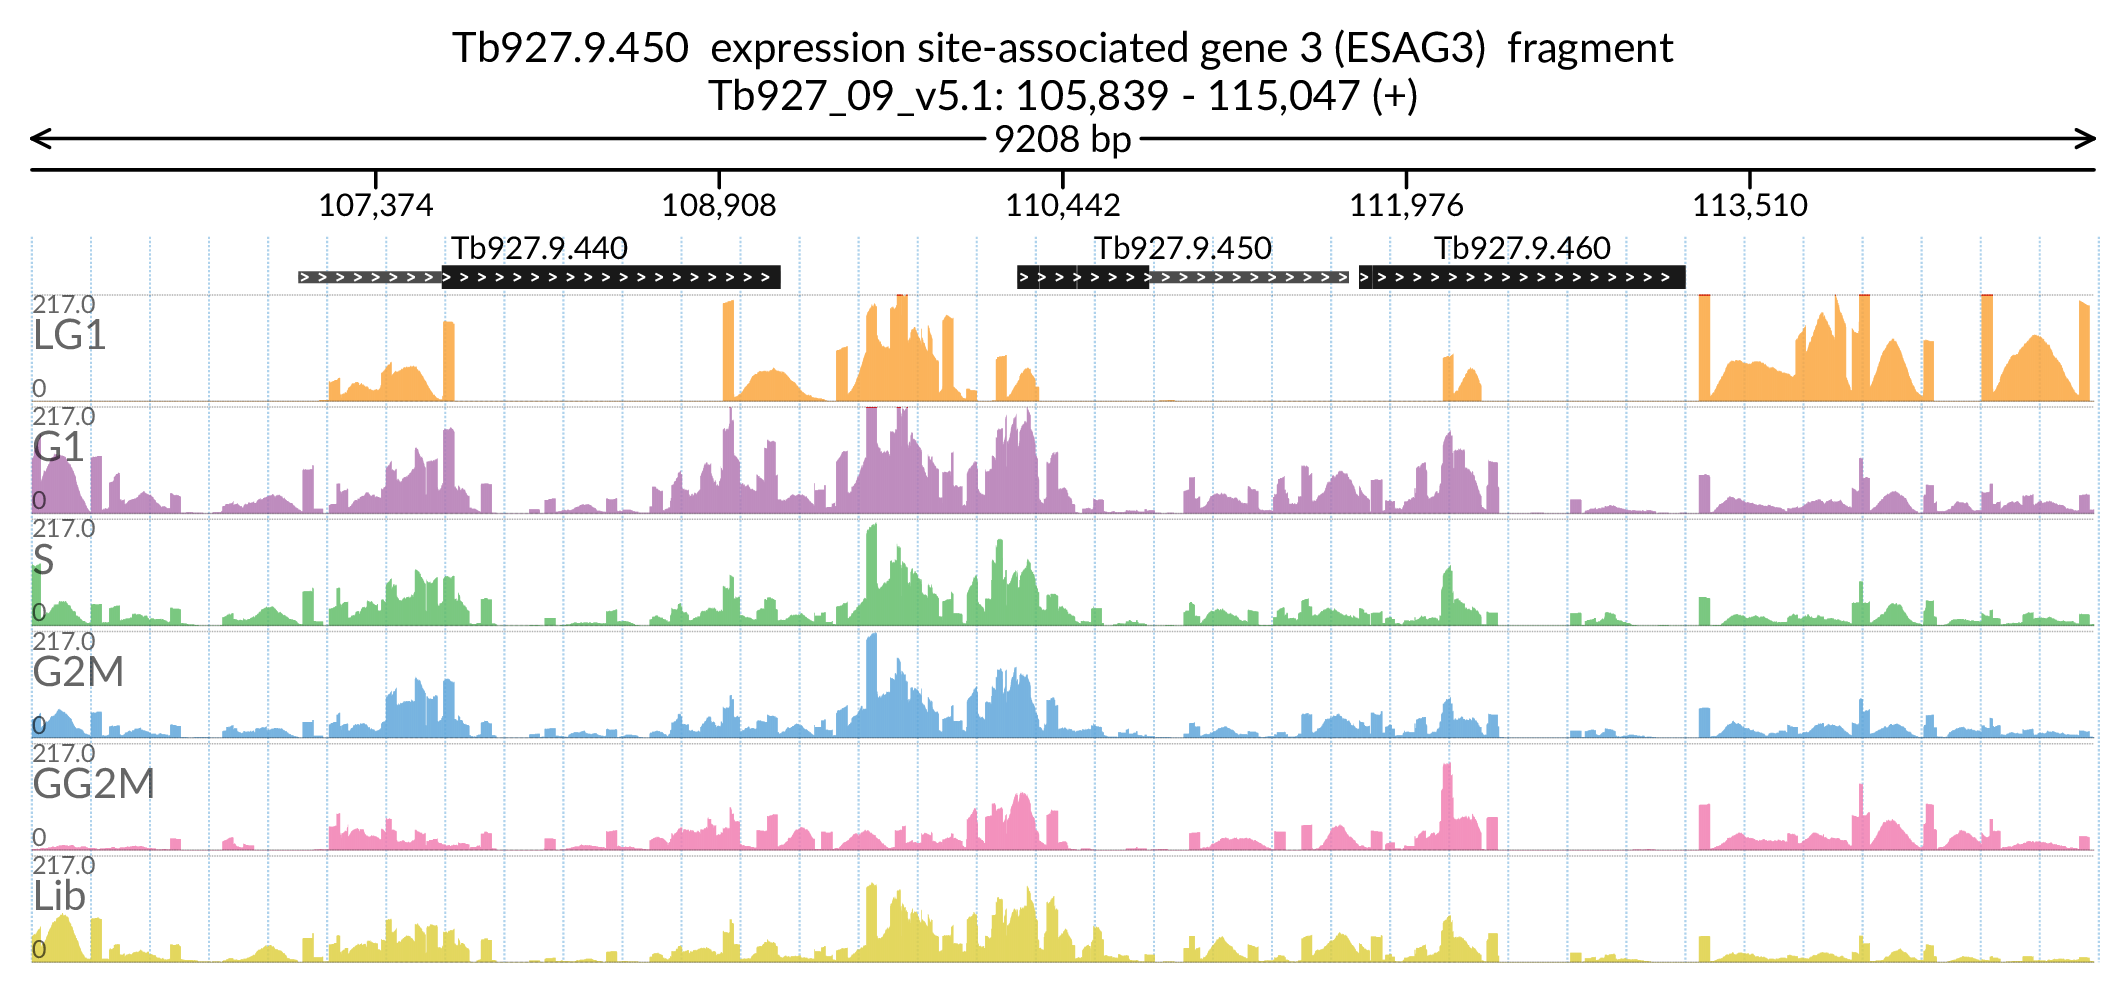 Tb927.9.450  expression site-associated gene 3 (ESAG3)  fragment
Tb927_09_v5.1: 105,839 - 115,047 (+)
9208 bp
107,374 108,908 110,442 111,976 113,510
Tb927.9.440 Tb927.9.450 Tb927.9.460
217.0
LG1
0
217.0
G1
0
217.0
S
0
217.0
G2M
0
217.0
GG2M
0
217.0
Lib
0